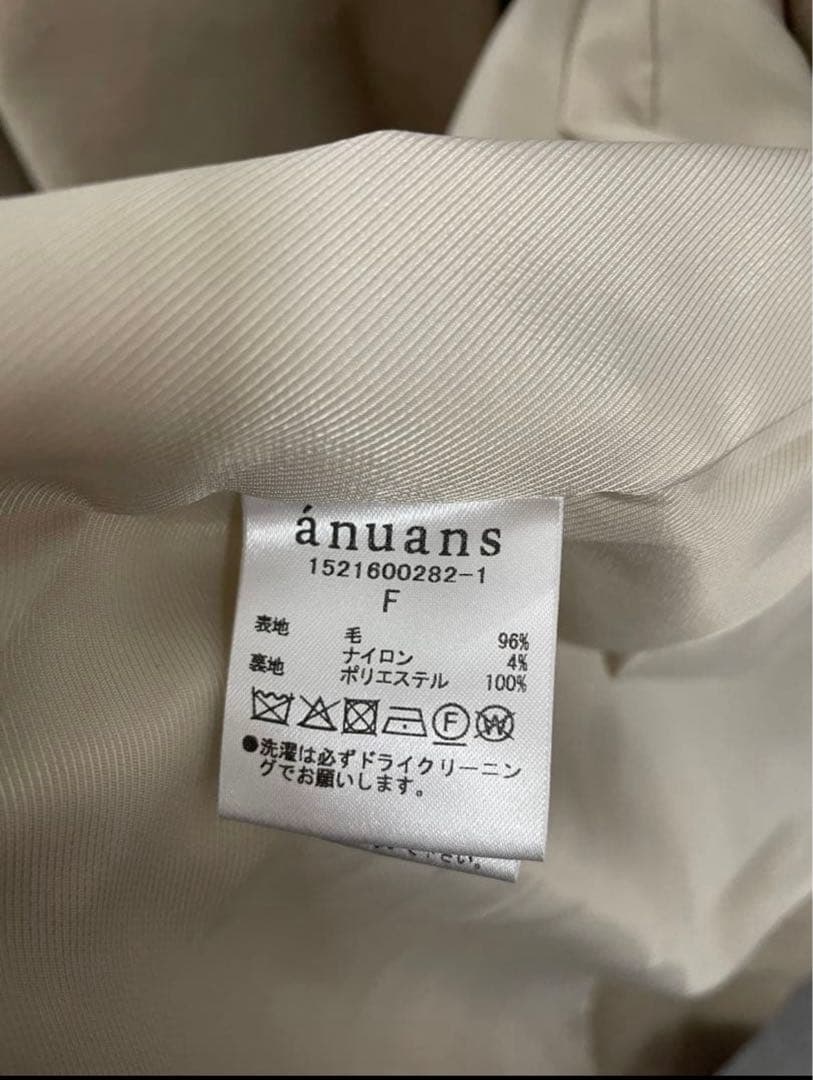 ánuans
1521600282-1
F
表地 毛 96%
ナイロン 4%
裏地 ポリエステル 100%
F W
●洗濯は必ずドライクリーニン
グでお願いします。